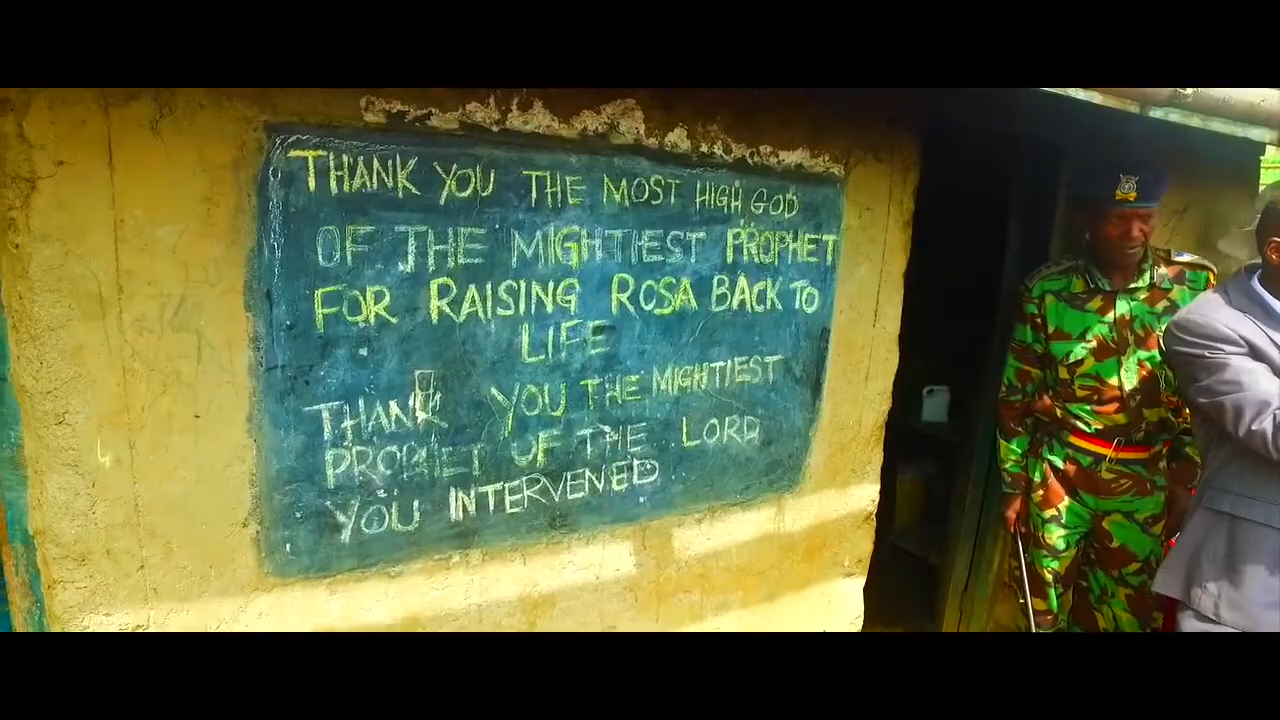 THANK YOU THE MOST HIGH GOD
OF THE MIGHTIEST PROPHET
FOR RAISING ROSA BACK TO
LIFE
THANK YOU THE MIGHTIEST
PROPHET OF THE LORD
YOU INTERVENED